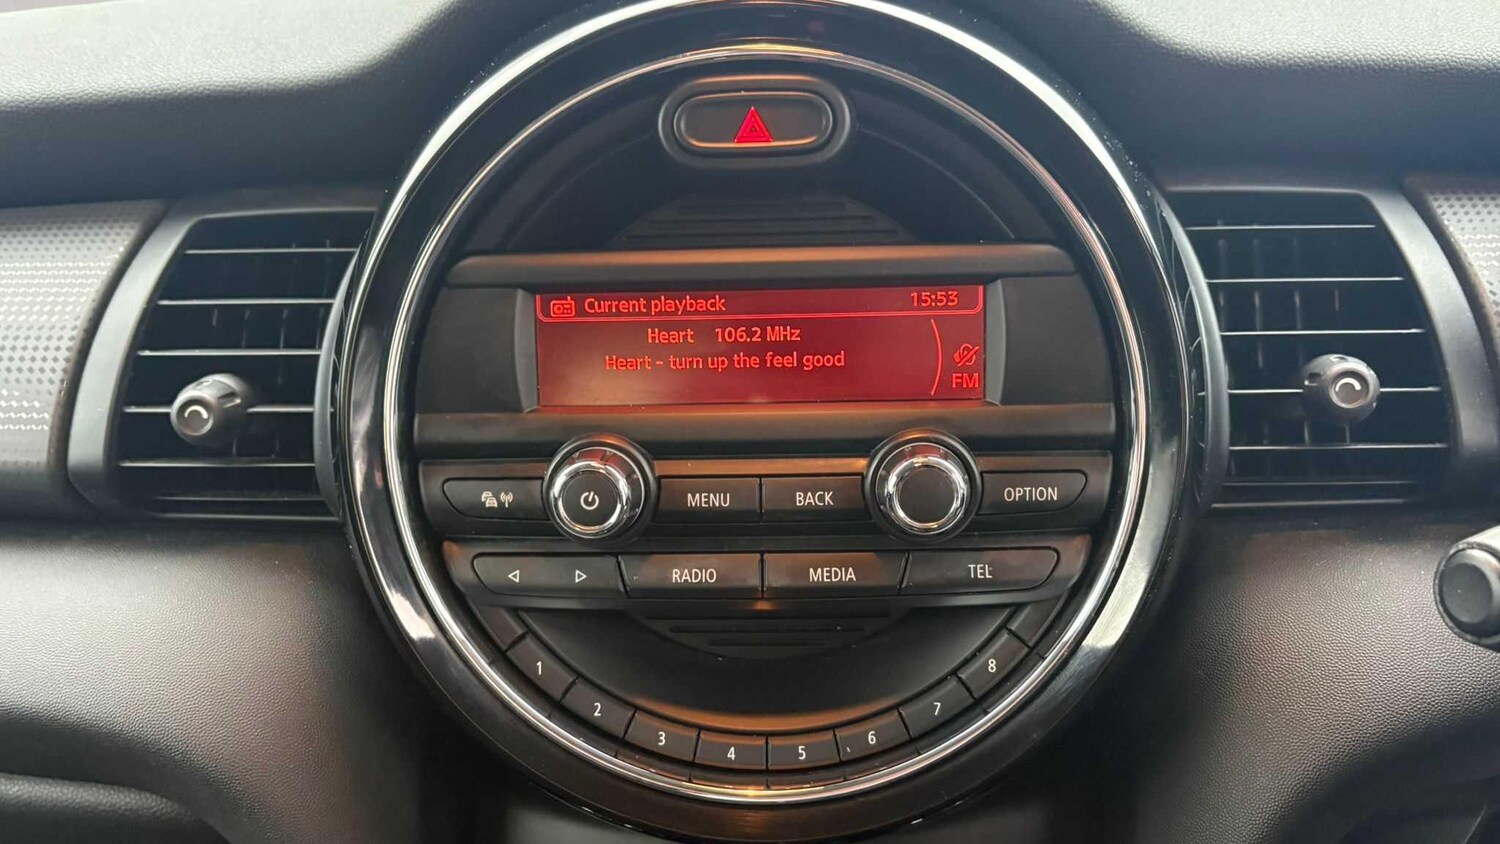 Current playback 15:53
Heart 106.2 MHz
Heart - turn up the feel good
FM
MENU BACK OPTION
RADIO MEDIA TEL
1 2 3 4 5 6 7 8